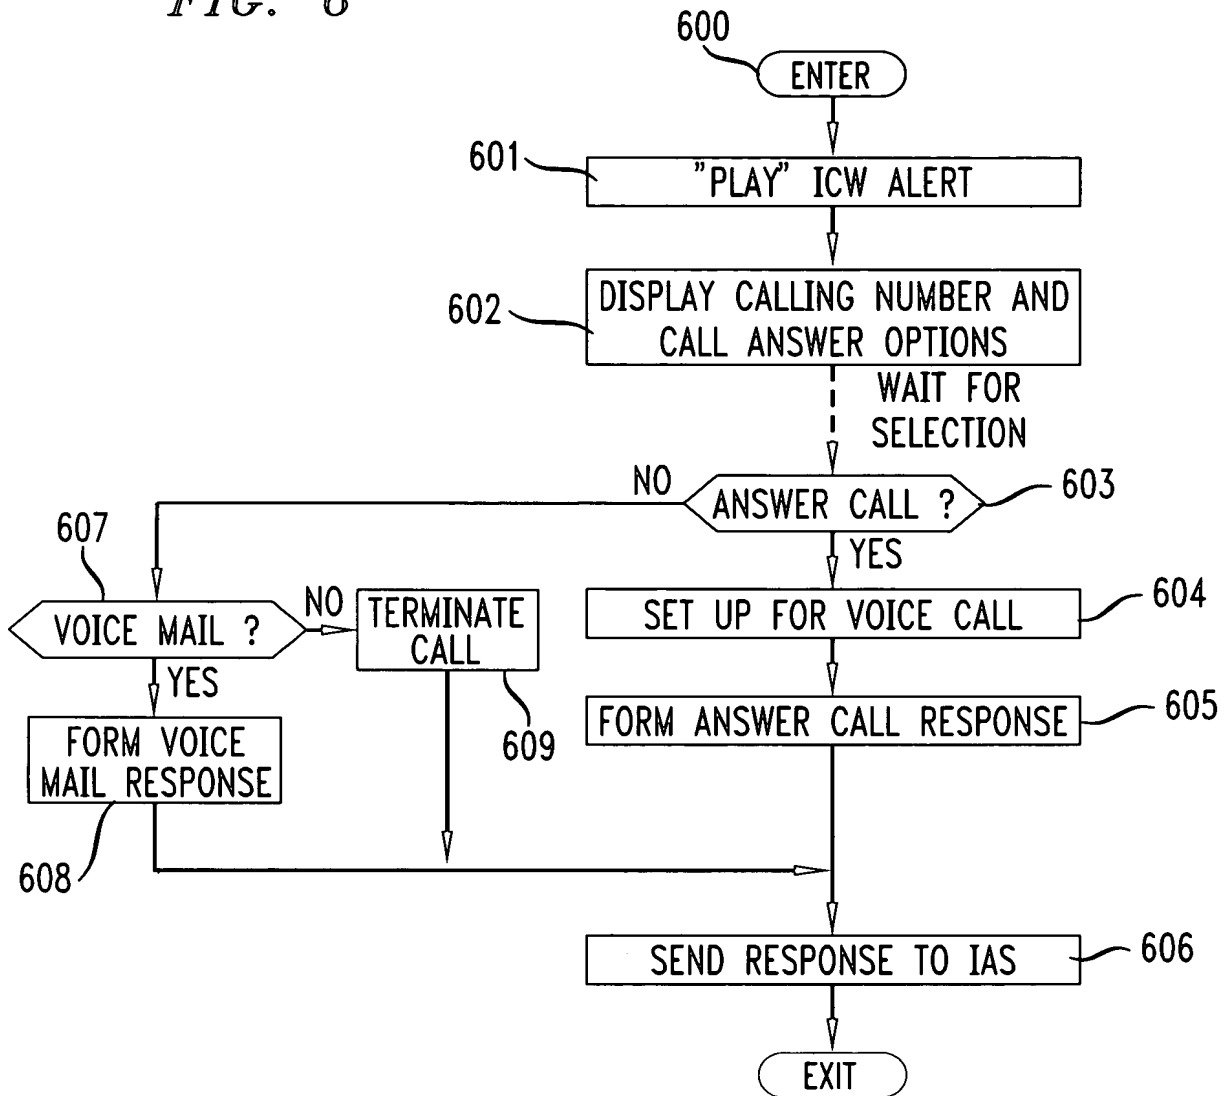 FIG. 6
600
ENTER
601
"PLAY" ICW ALERT
602
DISPLAY CALLING NUMBER AND
CALL ANSWER OPTIONS
WAIT FOR
SELECTION
NO
ANSWER CALL ?
603
YES
607
VOICE MAIL ?
NO
TERMINATE
CALL
609
YES
SET UP FOR VOICE CALL
604
FORM ANSWER CALL RESPONSE
605
FORM VOICE
MAIL RESPONSE
608
SEND RESPONSE TO IAS
606
EXIT